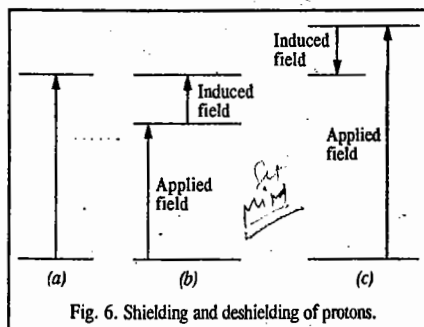 Induced
field
Applied
field
Induced
field
Applied
field
(a)
(b)
(c)
Fig. 6. Shielding and deshielding of protons.